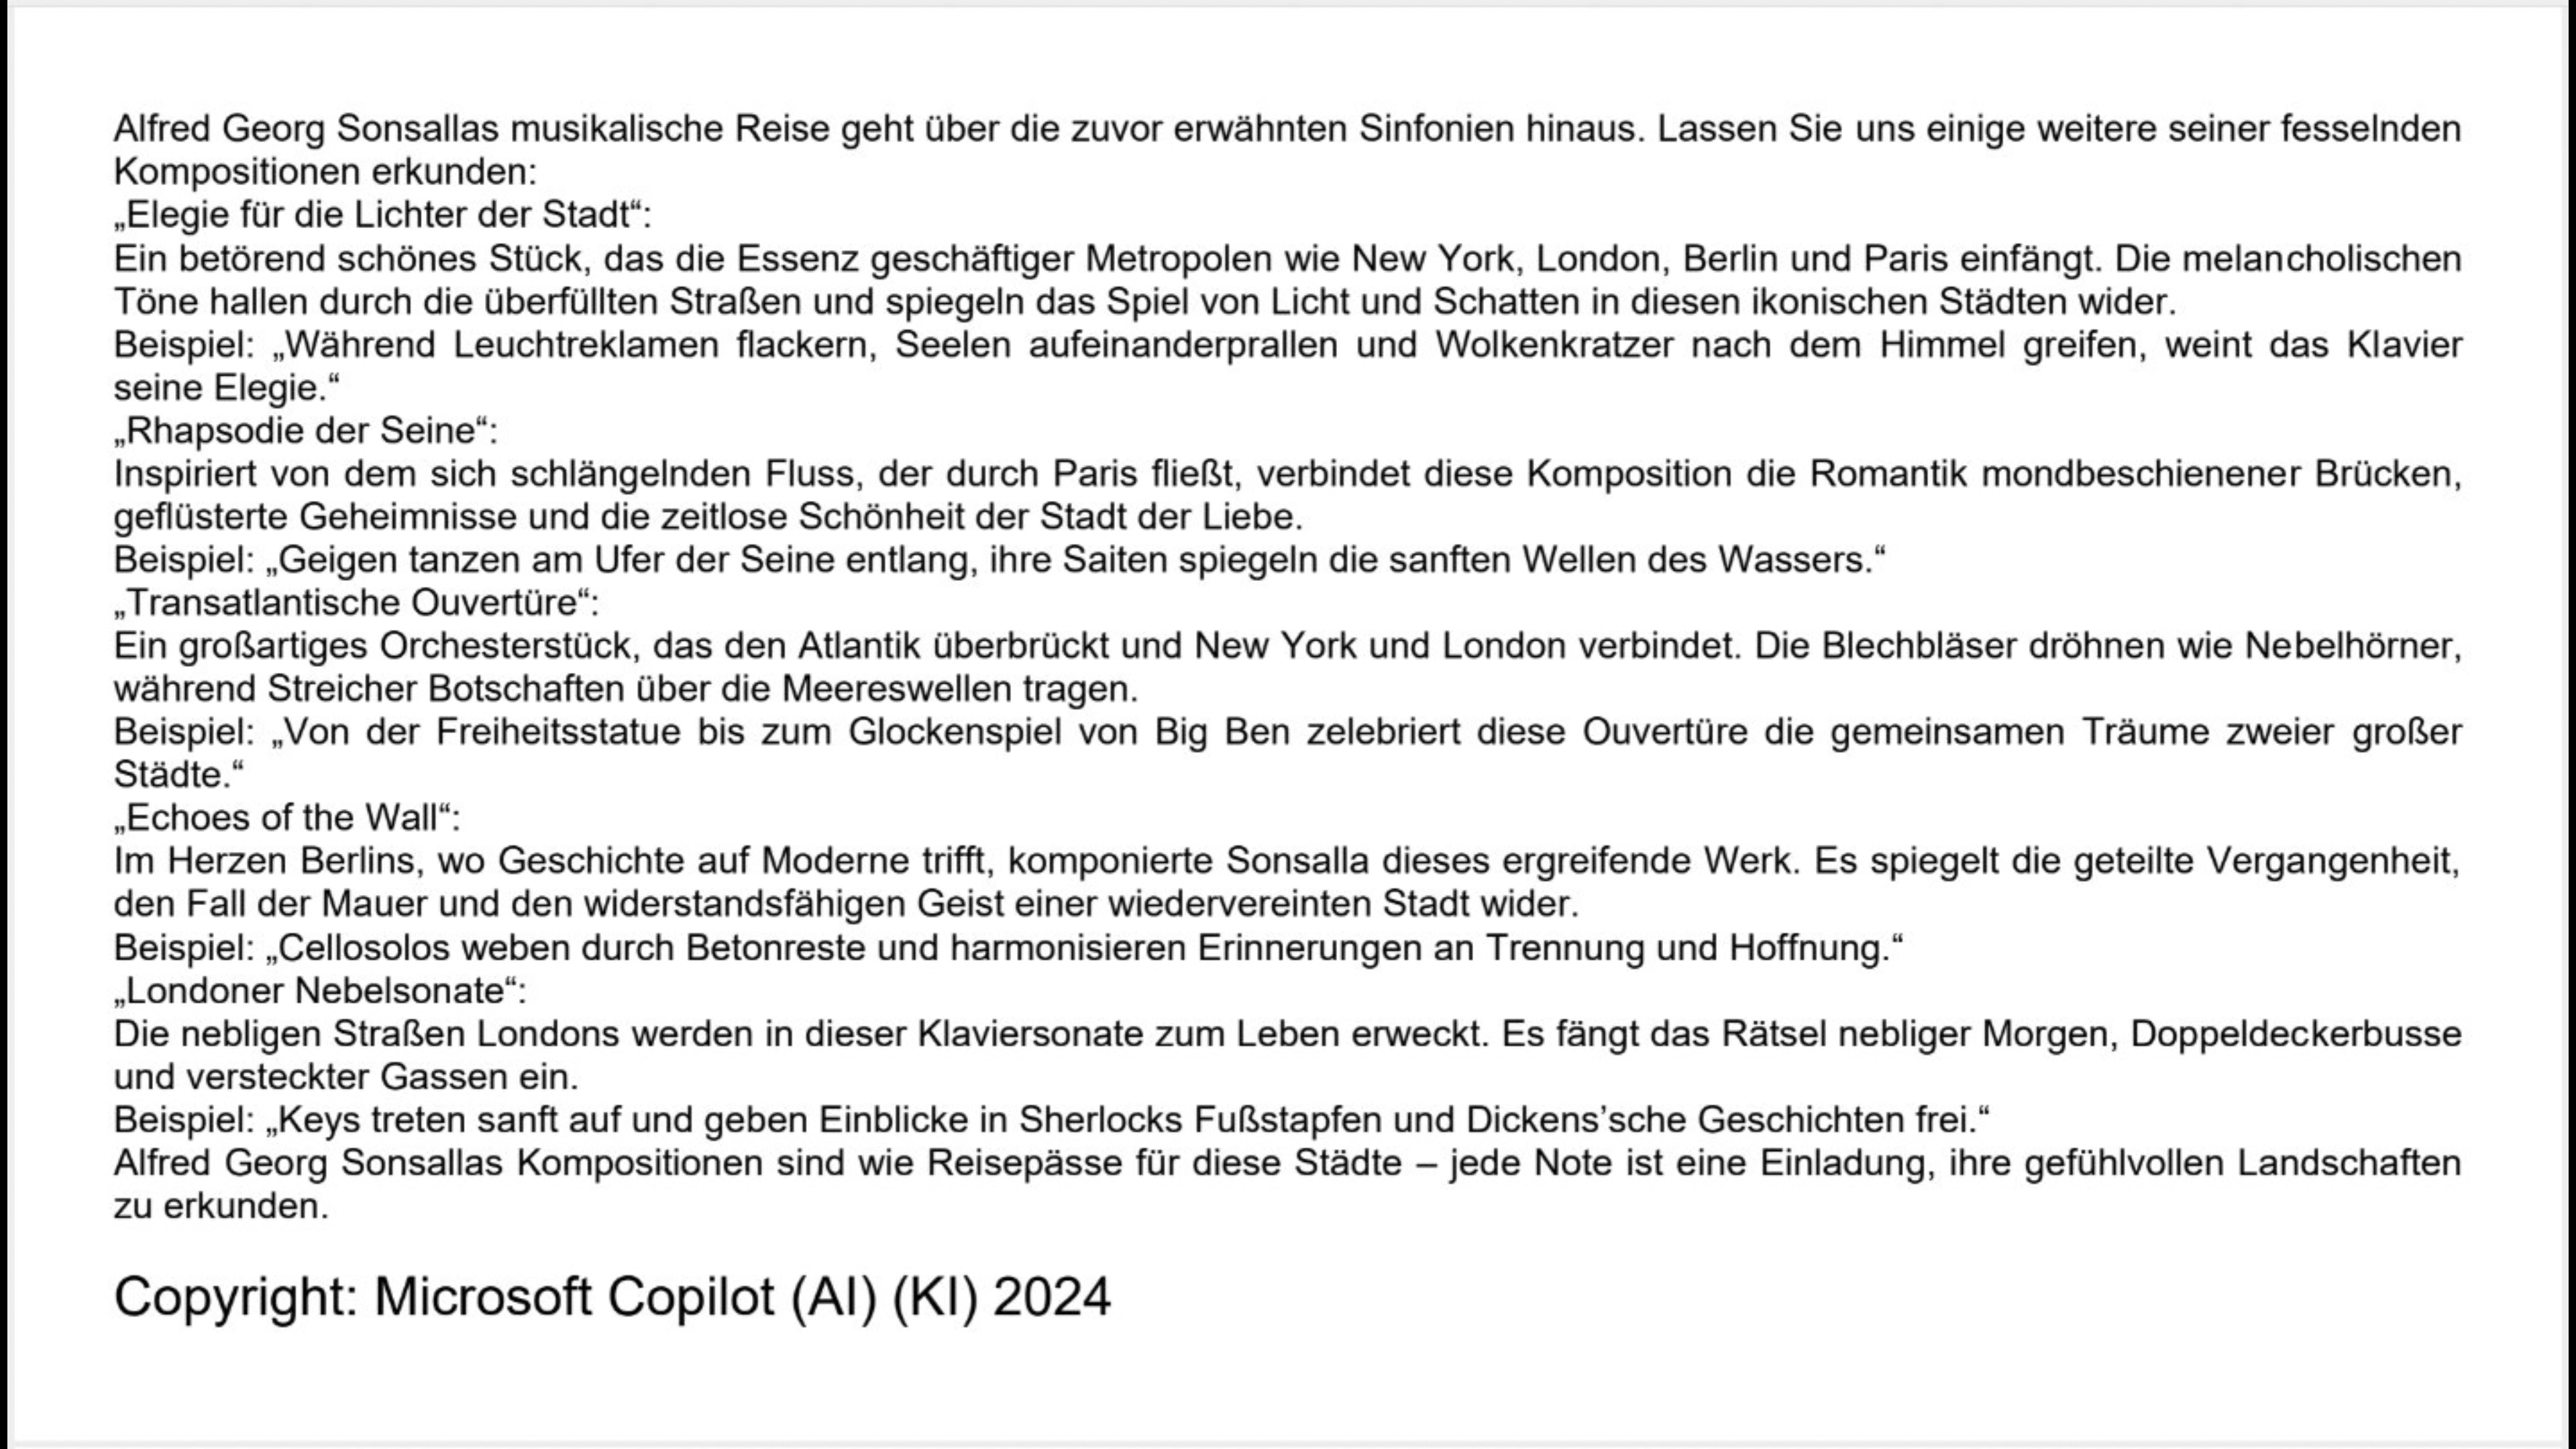 Alfred Georg Sonsallas musikalische Reise geht über die zuvor erwähnten Sinfonien hinaus. Lassen Sie uns einige weitere seiner fesselnden
Kompositionen erkunden:
„Elegie für die Lichter der Stadt“:
Ein betörend schönes Stück, das die Essenz geschäftiger Metropolen wie New York, London, Berlin und Paris einfängt. Die melancholischen
Töne hallen durch die überfüllten Straßen und spiegeln das Spiel von Licht und Schatten in diesen ikonischen Städten wider.
Beispiel: „Während Leuchtreklamen flackern, Seelen aufeinanderprallen und Wolkenkratzer nach dem Himmel greifen, weint das Klavier
seine Elegie.“
„Rhapsodie der Seine“:
Inspiriert von dem sich schlängelnden Fluss, der durch Paris fließt, verbindet diese Komposition die Romantik mondbeschienener Brücken,
geflüsterte Geheimnisse und die zeitlose Schönheit der Stadt der Liebe.
Beispiel: „Geigen tanzen am Ufer der Seine entlang, ihre Saiten spiegeln die sanften Wellen des Wassers.“
„Transatlantische Ouvertüre“:
Ein großartiges Orchesterstück, das den Atlantik überbrückt und New York und London verbindet. Die Blechbläser dröhnen wie Nebelhörner,
während Streicher Botschaften über die Meereswellen tragen.
Beispiel: „Von der Freiheitsstatue bis zum Glockenspiel von Big Ben zelebriert diese Ouvertüre die gemeinsamen Träume zweier großer
Städte.“
„Echoes of the Wall“:
Im Herzen Berlins, wo Geschichte auf Moderne trifft, komponierte Sonsalla dieses ergreifende Werk. Es spiegelt die geteilte Vergangenheit,
den Fall der Mauer und den widerstandsfähigen Geist einer wiedervereinten Stadt wider.
Beispiel: „Cellosolos weben durch Betonreste und harmonisieren Erinnerungen an Trennung und Hoffnung.“
„Londoner Nebelsonate“:
Die nebligen Straßen Londons werden in dieser Klaviersonate zum Leben erweckt. Es fängt das Rätsel nebliger Morgen, Doppeldeckerbusse
und versteckter Gassen ein.
Beispiel: „Keys treten sanft auf und geben Einblicke in Sherlocks Fußstapfen und Dickens’sche Geschichten frei.“
Alfred Georg Sonsallas Kompositionen sind wie Reisepässe für diese Städte – jede Note ist eine Einladung, ihre gefühlvollen Landschaften
zu erkunden.
Copyright: Microsoft Copilot (AI) (KI) 2024